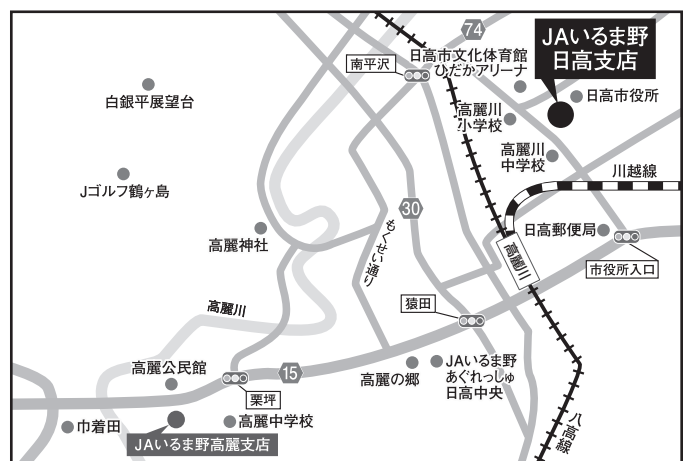 74
JAいるま野
日高支店
日高市文化体育館
ひだかアリーナ
南平沢
日高市役所
白銀平展望台
高麗川
小学校
高麗川
中学校
川越線
Jゴルフ鶴ヶ島
30
もくせい通り
高麗神社
日高郵便局
高麗川
市役所入口
高麗川
猿田
高麗公民館
15
高麗の郷
JAいるま野
あぐれっしゅ
日高中央
栗坪
巾着田
高麗中学校
八高線
JAいるま野高麗支店